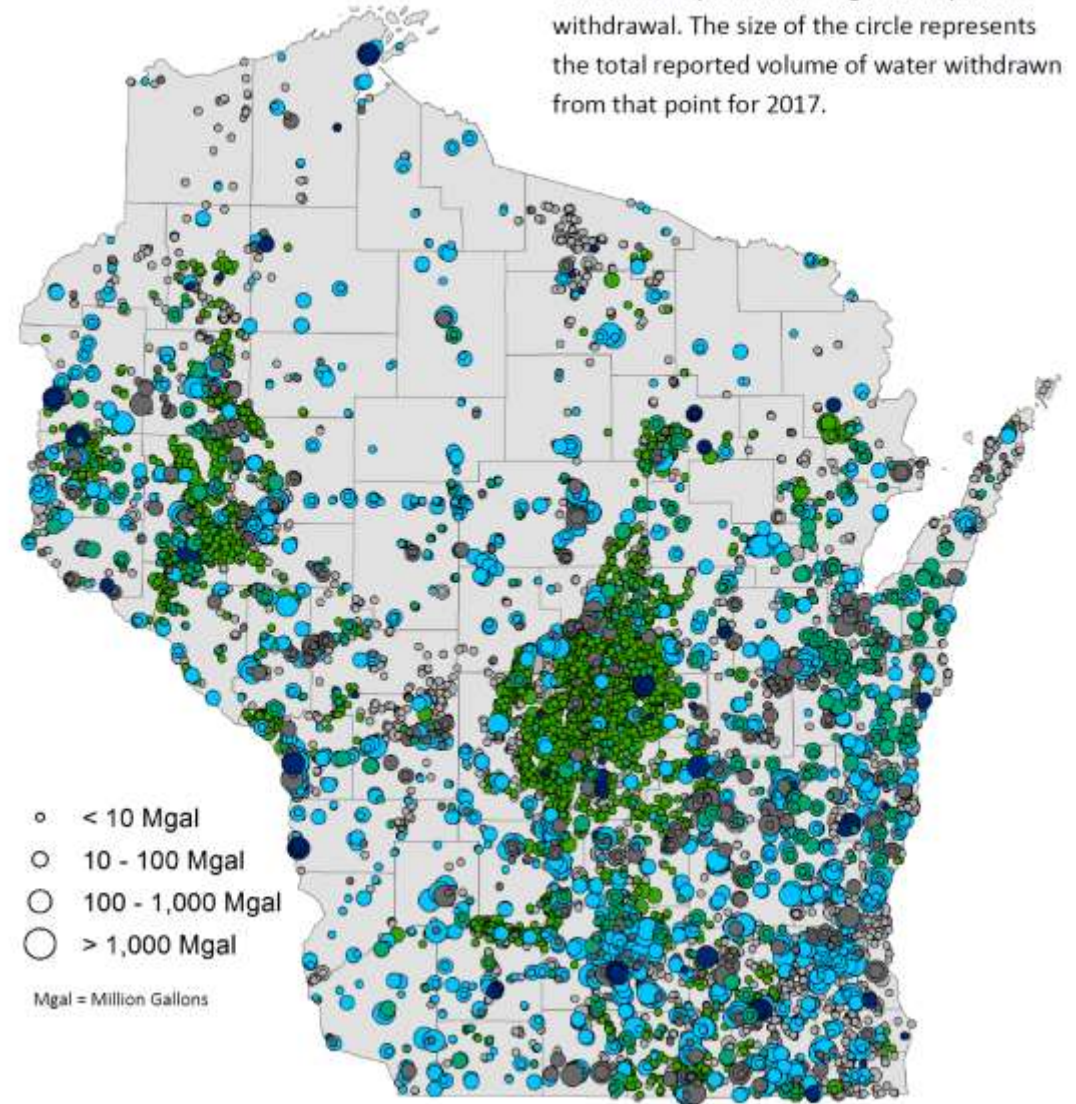 withdrawal. The size of the circle represents
the total reported volume of water withdrawn
from that point for 2017.
< 10 Mgal
10 - 100 Mgal
100 - 1,000 Mgal
> 1,000 Mgal
Mgal = Million Gallons